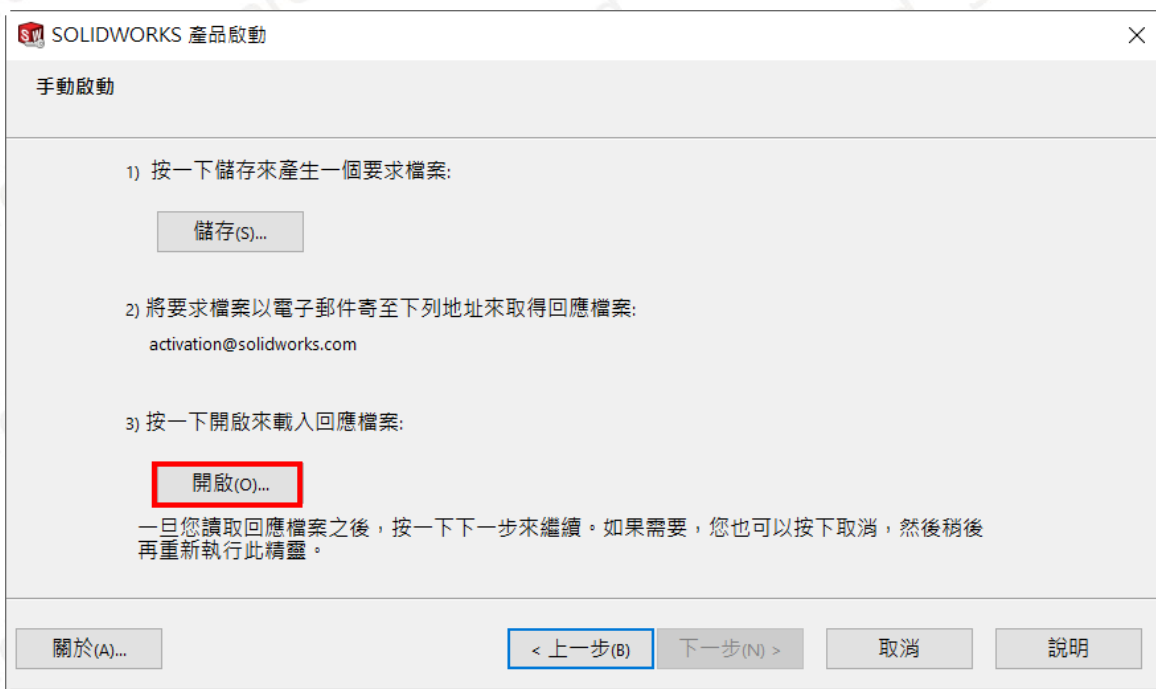 SOLIDWORKS 產品啟動
手動啟動
1) 按一下儲存來產生一個要求檔案:
儲存(S)...
2) 將要求檔案以電子郵件寄至下列地址來取得回應檔案:
activation@solidworks.com
3) 按一下開啟來載入回應檔案:
開啟(O)...
一旦您讀取回應檔案之後，按一下下一步來繼續。如果需要，您也可以按下取消，然後稍後
再重新執行此精靈。
關於(A)...
< 上一步(B)
下一步(N) >
取消
說明